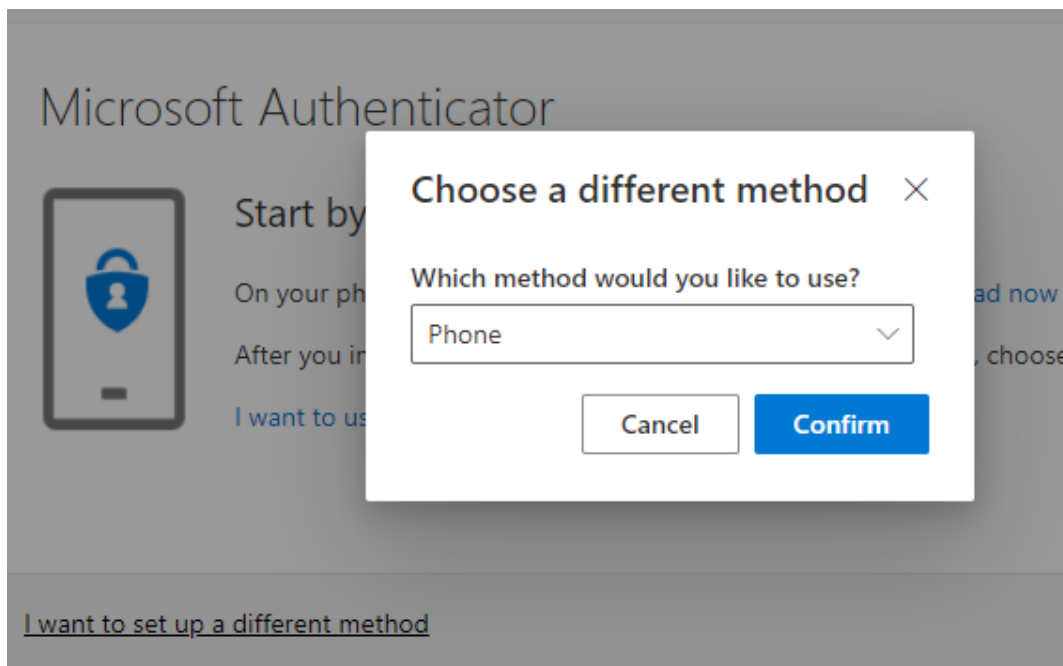 Microsoft Authenticator
Choose a different method
Start by
Which method would you like to use?
On your ph
ad now
Phone
After you in
, choose
I want to us
Cancel
Confirm
I want to set up a different method